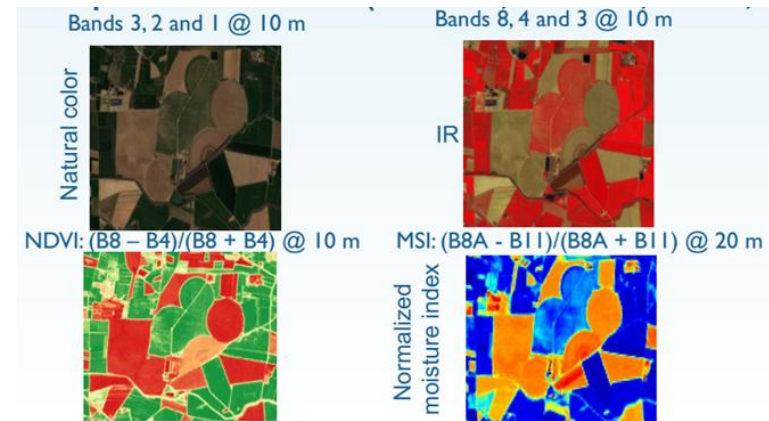 Bands 3, 2 and 1 @ 10 m
Bands 8, 4 and 3 @ 10 m
Natural color
IR
NDVI: (B8 – B4)/(B8 + B4) @ 10 m
MSI: (B8A - B11)/(B8A + B11) @ 20 m
Normalized
moisture index